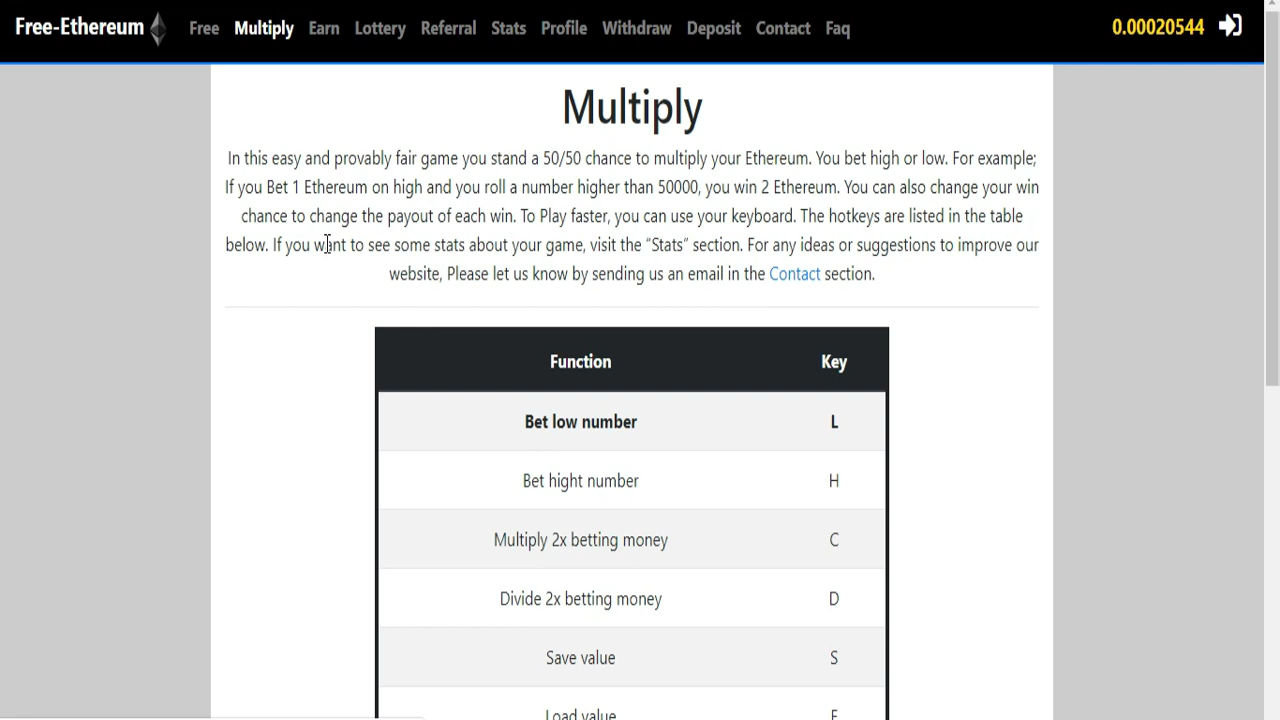 Free-Ethereum Free Multiply Earn Lottery Referral Stats Profile Withdraw Deposit Contact Faq 0.00020544
Multiply
In this easy and provably fair game you stand a 50/50 chance to multiply your Ethereum. You bet high or low. For example;
If you Bet 1 Ethereum on high and you roll a number higher than 50000, you win 2 Ethereum. You can also change your win
chance to change the payout of each win. To Play faster, you can use your keyboard. The hotkeys are listed in the table
below. If you want to see some stats about your game, visit the “Stats” section. For any ideas or suggestions to improve our
website, Please let us know by sending us an email in the Contact section.
Function Key
Bet low number L
Bet hight number H
Multiply 2x betting money C
Divide 2x betting money D
Save value S
Load value